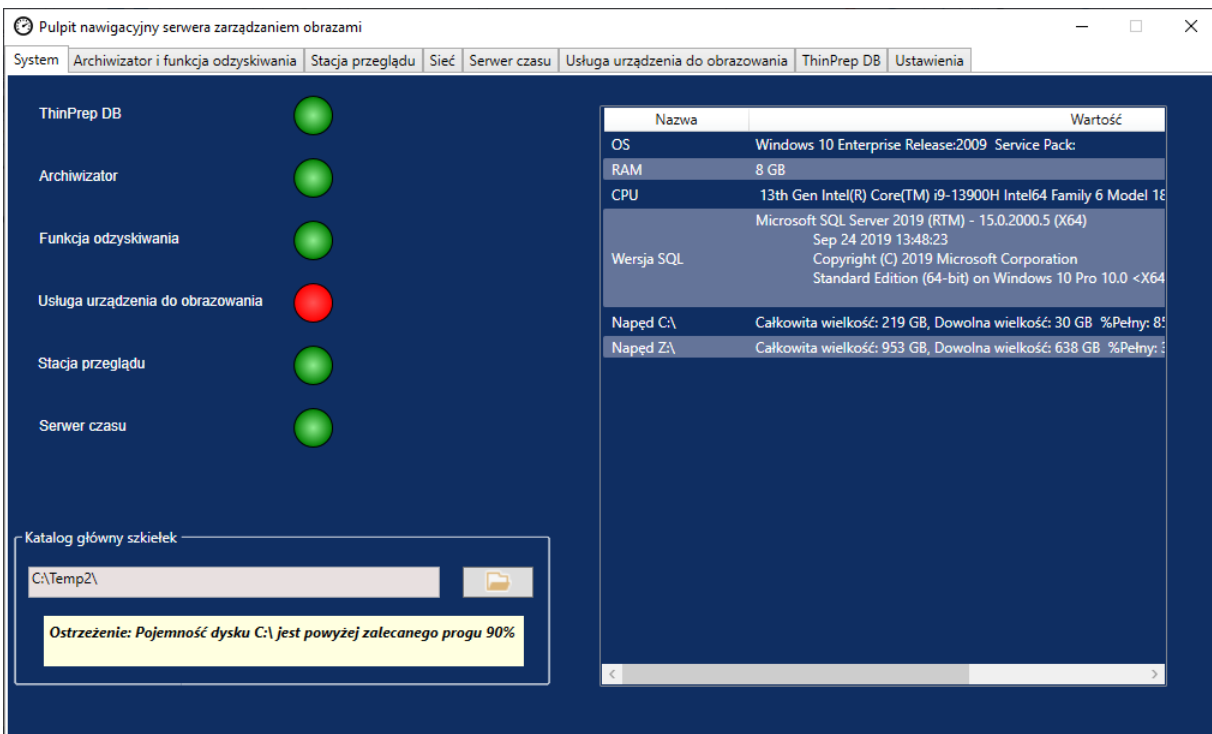 Pulpit nawigacyjny serwera zarządzaniem obrazami
System Archiwizator i funkcja odzyskiwania Stacja przeglądu Sieć Serwer czasu Usługa urządzenia do obrazowania ThinPrep DB Ustawienia
ThinPrep DB
Archiwizator
Funkcja odzyskiwania
Usługa urządzenia do obrazowania
Stacja przeglądu
Serwer czasu
Katalog główny szkiełek
C:\Temp2\
Ostrzeżenie: Pojemność dysku C:\ jest powyżej zalecanego progu 90%
Nazwa Wartość
OS Windows 10 Enterprise Release:2009 Service Pack:
RAM 8 GB
CPU 13th Gen Intel(R) Core(TM) i9-13900H Intel64 Family 6 Model 18
Microsoft SQL Server 2019 (RTM) - 15.0.2000.5 (X64)
Sep 24 2019 13:48:23
Wersja SQL Copyright (C) 2019 Microsoft Corporation
Standard Edition (64-bit) on Windows 10 Pro 10.0 <X64
Napęd C:\ Całkowita wielkość: 219 GB, Dowolna wielkość: 30 GB %Pełny: 8
Napęd Z:\ Całkowita wielkość: 953 GB, Dowolna wielkość: 638 GB %Pełny: